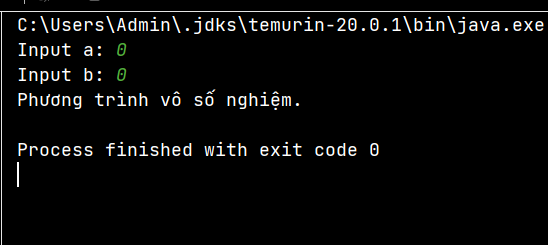 C:\Users\Admin\.jdks\temurin-20.0.1\bin\java.exe
Input a: 0
Input b: 0
Phương trình vô số nghiệm.
Process finished with exit code 0